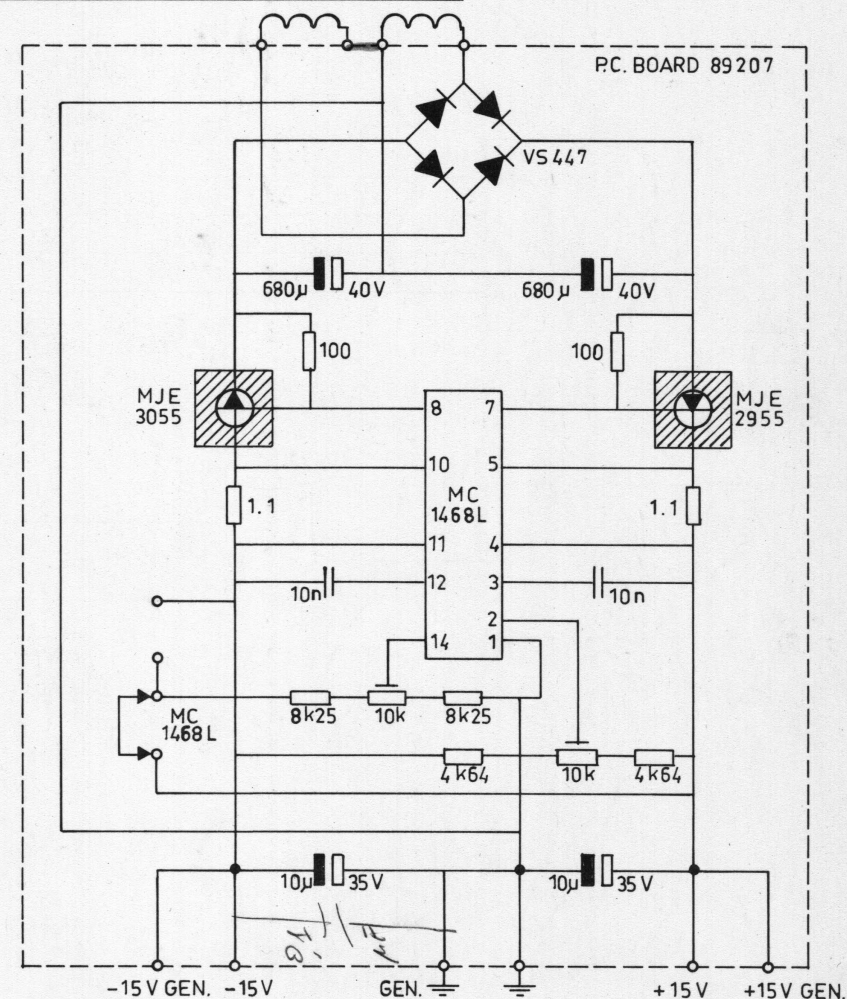 P.C. BOARD 89207
VS 447
680µ 40V
680µ 40V
100
100
MJE
3055
MJE
2955
8 7
10 5
MC
1468L
1.1
1.1
11 4
12 3
10n
10n
2
14 1
MC
1468L
8k25
10k
8k25
4k64
10k
4k64
10µ 35V
10µ 35V
-15V GEN.
-15V
GEN.
+15V
+15V GEN.